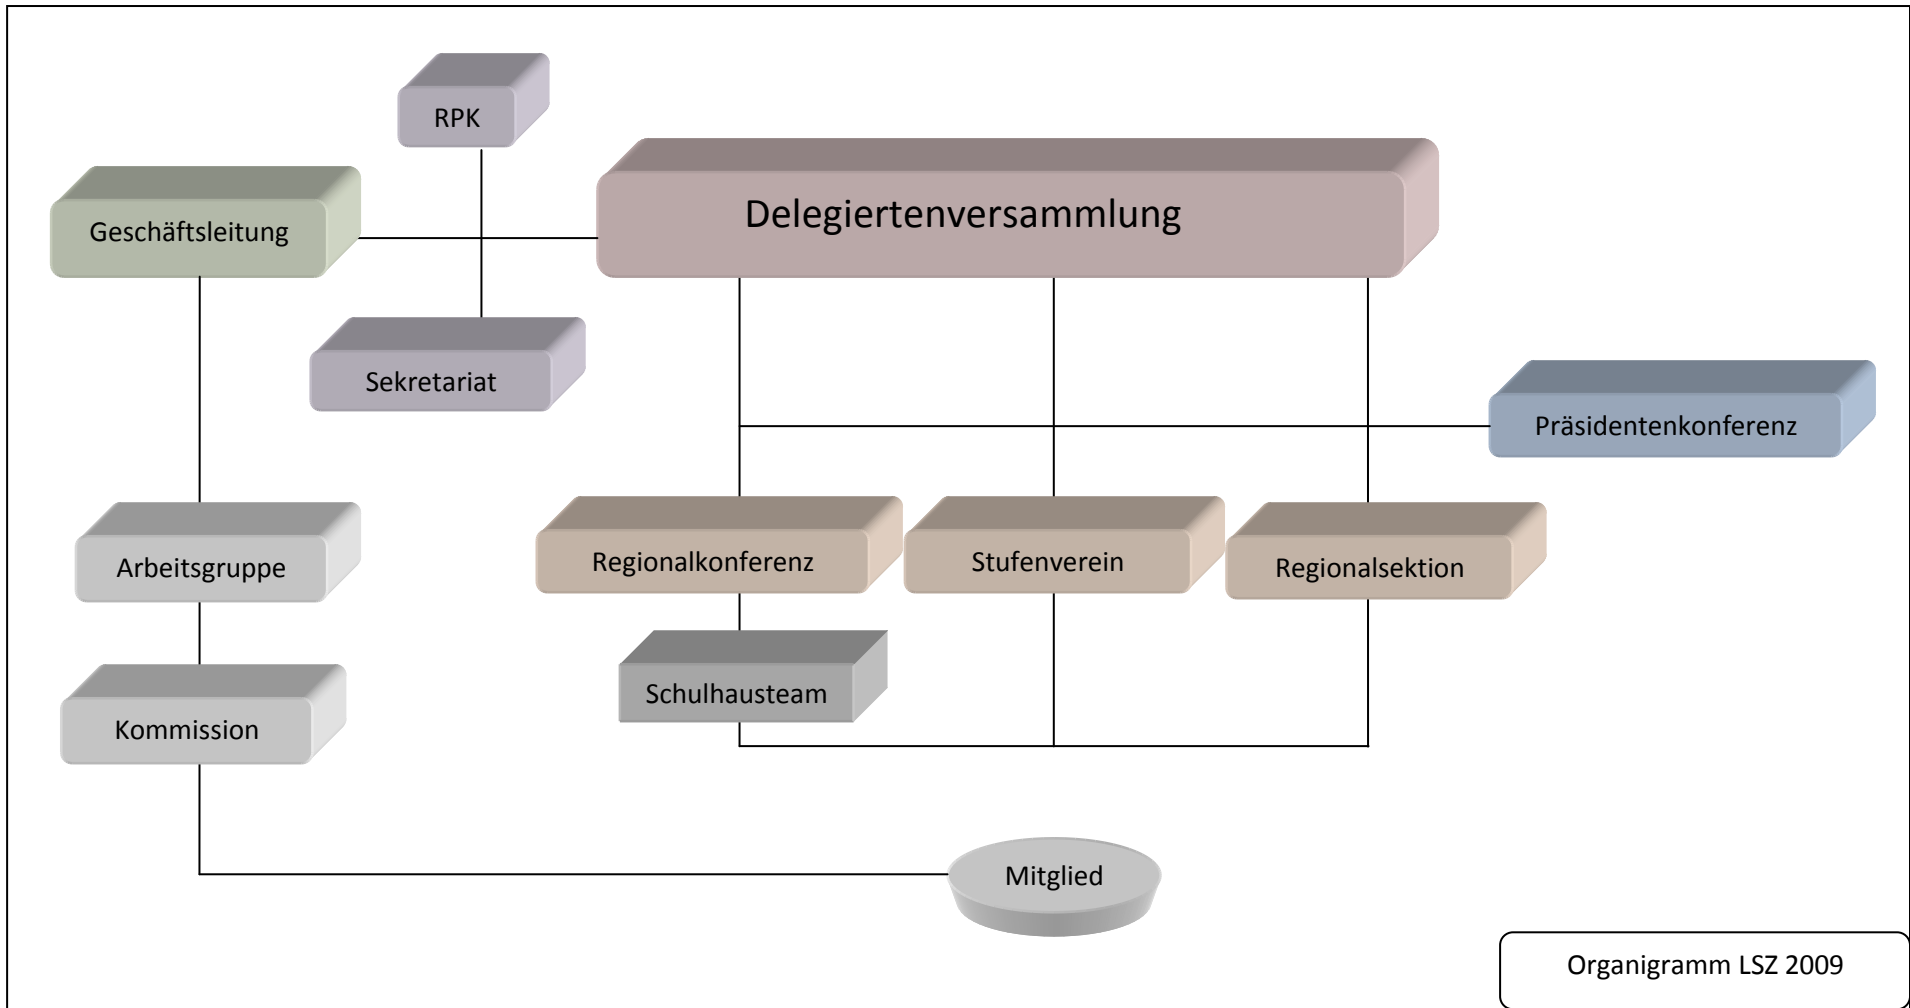 RPK
Delegiertenversammlung
Geschäftsleitung
Sekretariat
Präsidentenkonferenz
Arbeitsgruppe
Regionalkonferenz
Stufenverein
Regionalsektion
Schulhausteam
Kommission
Mitglied
Organigramm LSZ 2009